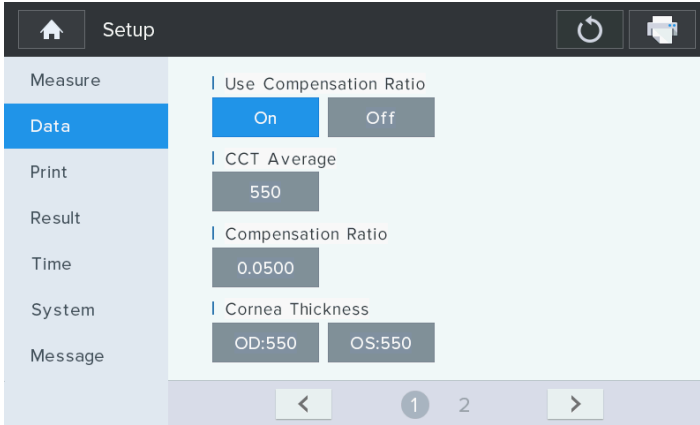 Setup
Measure
Data
Print
Result
Time
System
Message
Use Compensation Ratio
On Off
CCT Average
550
Compensation Ratio
0.0500
Cornea Thickness
OD:550 OS:550
1 2